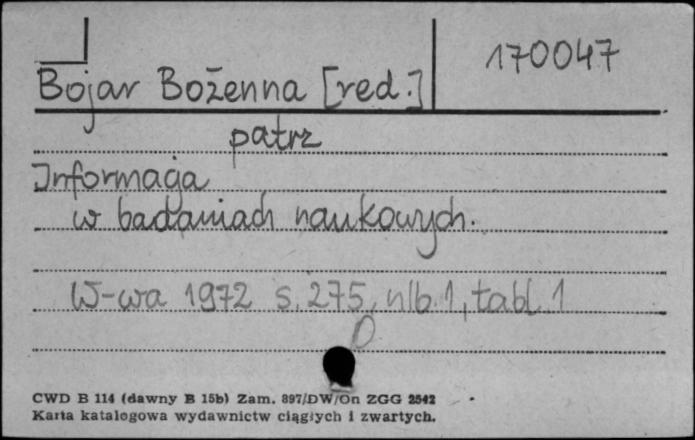 170047
Bojar Bożenna [red.]
patrz
Informacja
w badaniach naukowych.
W-wa 1972 s. 275, nlb. 1, tabl. 1
0
CWD B 114 (dawny B 15b) Zam. 897/DW/On ZGG 2542
Karta katalogowa wydawnictw ciągłych i zwartych.